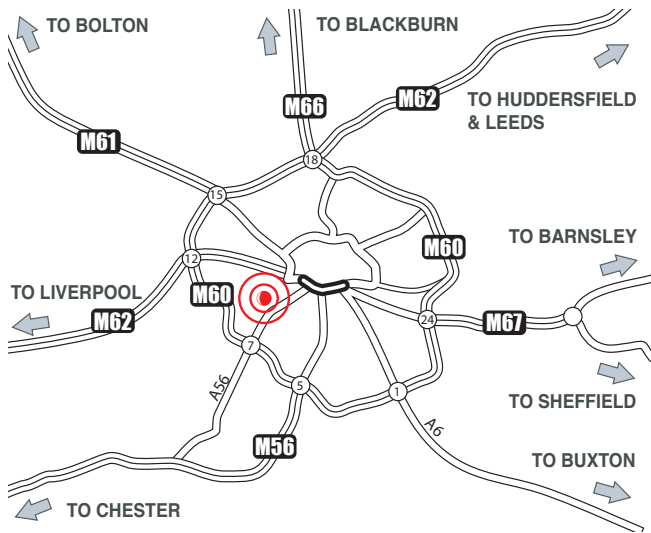 TO BOLTON
TO BLACKBURN
M66
M62
TO HUDDERSFIELD
& LEEDS
M61
18
15
M60
TO BARNSLEY
12
TO LIVERPOOL
M60
M62
24
M67
7
A56
5
1
TO SHEFFIELD
A6
M56
TO BUXTON
TO CHESTER